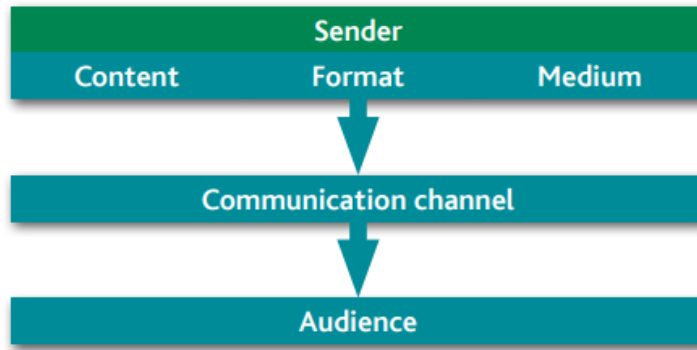 Sender
Content Format Medium
Communication channel
Audience